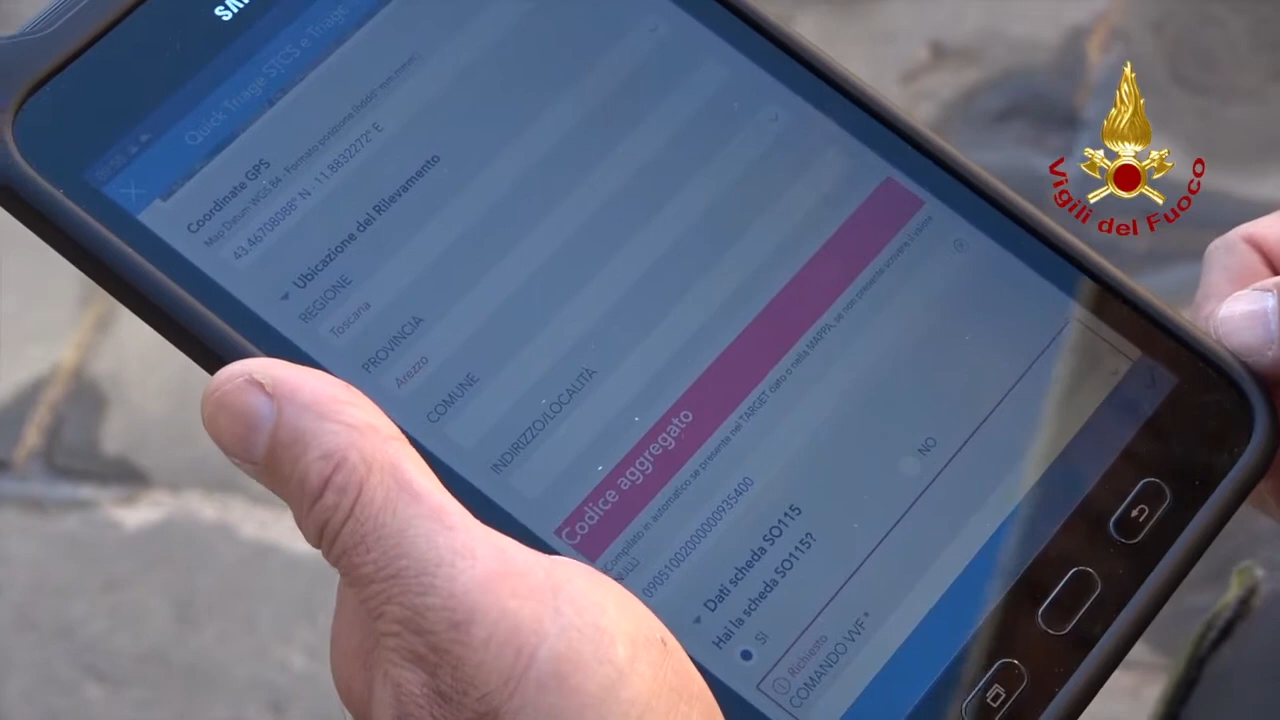 Quick Triage STCS e Triage
Coordinate GPS
Map Datum WGS 84 - Formato posizione
43.46708088° N - 11.8832272° E
Ubicazione del Rilevamento
REGIONE
Toscana
PROVINCIA
Arezzo
COMUNE
INDIRIZZO/LOCALITÀ
Codice aggregato
Compilato in automatico se presente nel TARGET dato o nella MAPPA, se non presente scrivere il valore
NULL)
0905100200000093​5400
Dati scheda SO115
Hai la scheda SO115?
SI
NO
Richiesto
COMANDO VVF *
Vigili del Fuoco